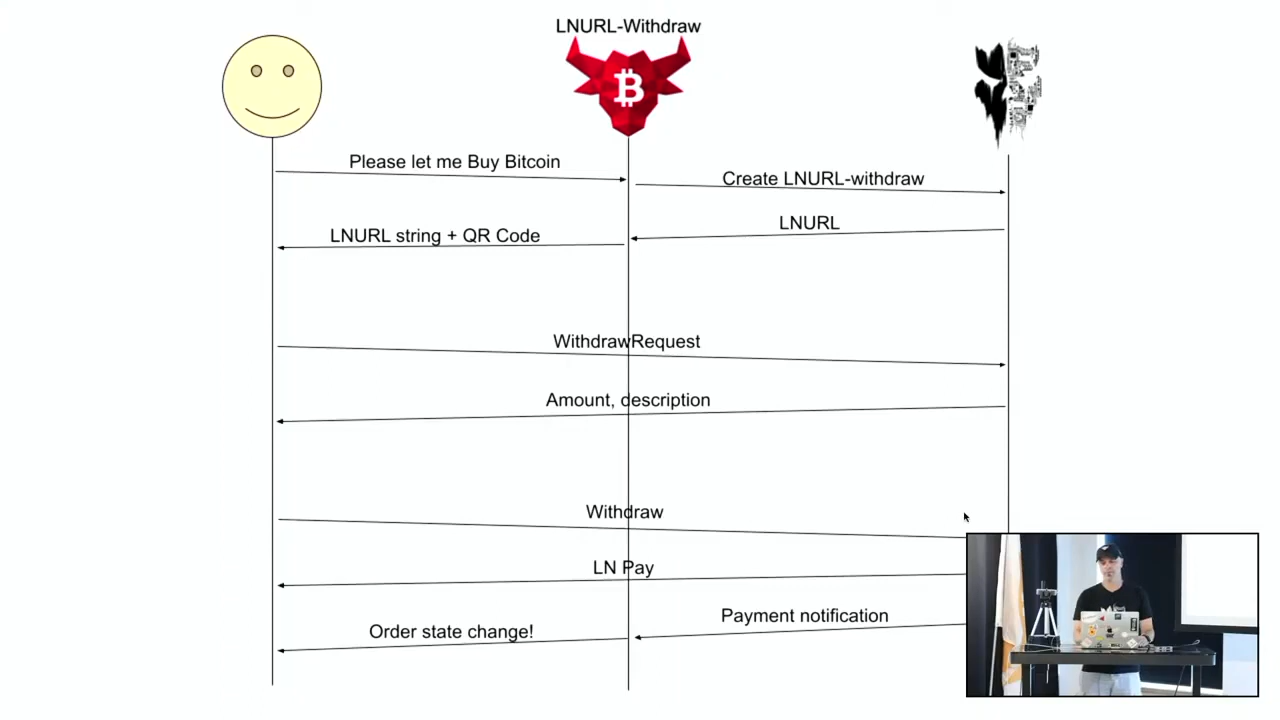 LNURL-Withdraw
Please let me Buy Bitcoin
Create LNURL-withdraw
LNURL
LNURL string + QR Code
WithdrawRequest
Amount, description
Withdraw
LN Pay
Payment notification
Order state change!